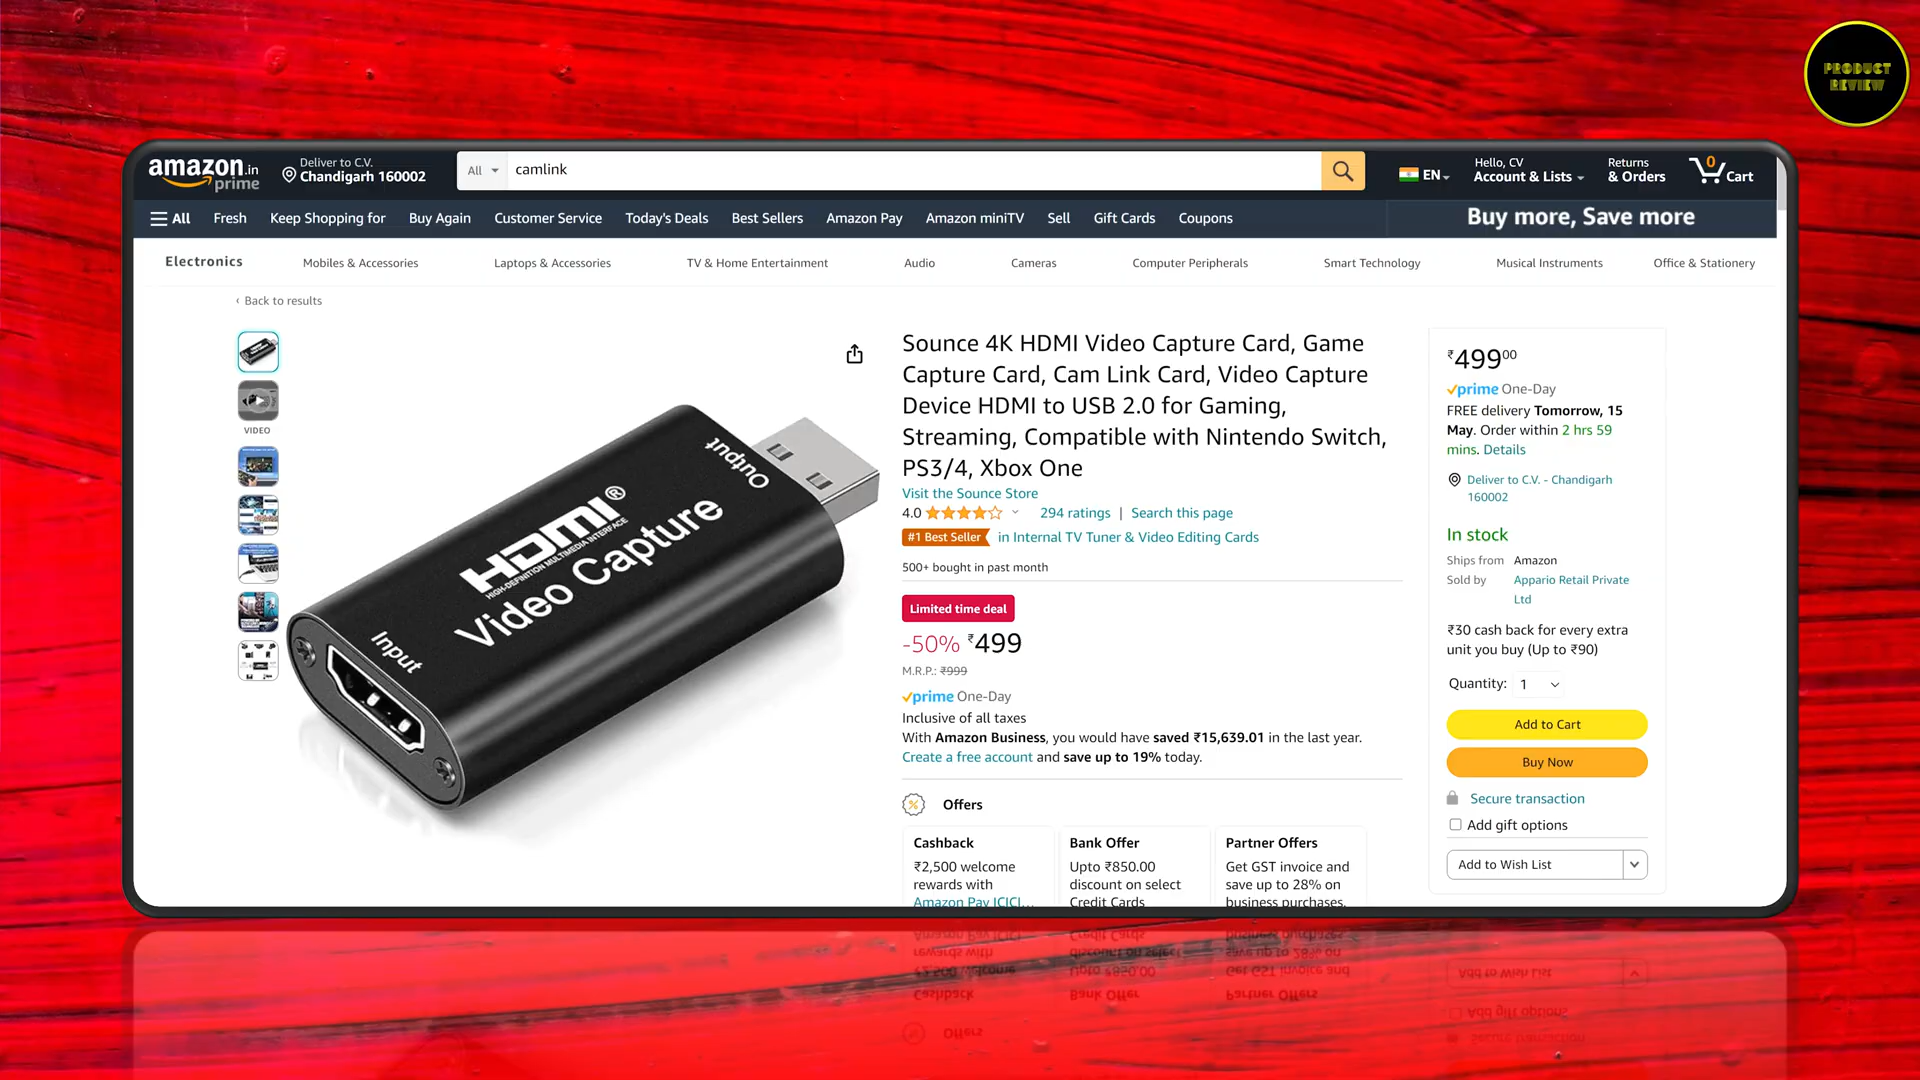 PRODUCT
REVIEW
amazon.in
prime
Deliver to C.V.
Chandigarh 160002
All
camlink
EN
Hello, CV
Account & Lists
Returns
& Orders
0
Cart
All
Fresh
Keep Shopping for
Buy Again
Customer Service
Today's Deals
Best Sellers
Amazon Pay
Amazon miniTV
Sell
Gift Cards
Coupons
Buy more, Save more
Electronics
Mobiles & Accessories
Laptops & Accessories
TV & Home Entertainment
Audio
Cameras
Computer Peripherals
Smart Technology
Musical Instruments
Office & Stationery
‹ Back to results
VIDEO
Output
HDMI®
HIGH-DEFINITION MULTIMEDIA INTERFACE
Video Capture
Input
Sounce 4K HDMI Video Capture Card, Game
Capture Card, Cam Link Card, Video Capture
Device HDMI to USB 2.0 for Gaming,
Streaming, Compatible with Nintendo Switch,
PS3/4, Xbox One
Visit the Sounce Store
4.0
294 ratings | Search this page
#1 Best Seller in Internal TV Tuner & Video Editing Cards
500+ bought in past month
Limited time deal
-50% ₹499
M.R.P.: ₹999
prime One-Day
Inclusive of all taxes
With Amazon Business, you would have saved ₹15,639.01 in the last year.
Create a free account and save up to 19% today.
% Offers
Cashback
₹2,500 welcome
rewards with
Amazon Pay ICICI...
Bank Offer
Upto ₹850.00
discount on select
Credit Cards
Partner Offers
Get GST invoice and
save up to 28% on
business purchases.
₹49900
prime One-Day
FREE delivery Tomorrow, 15
May. Order within 2 hrs 59
mins. Details
Deliver to C.V. - Chandigarh
160002
In stock
Ships from Amazon
Sold by Appario Retail Private
Ltd
₹30 cash back for every extra
unit you buy (Up to ₹90)
Quantity: 1
Add to Cart
Buy Now
Secure transaction
Add gift options
Add to Wish List